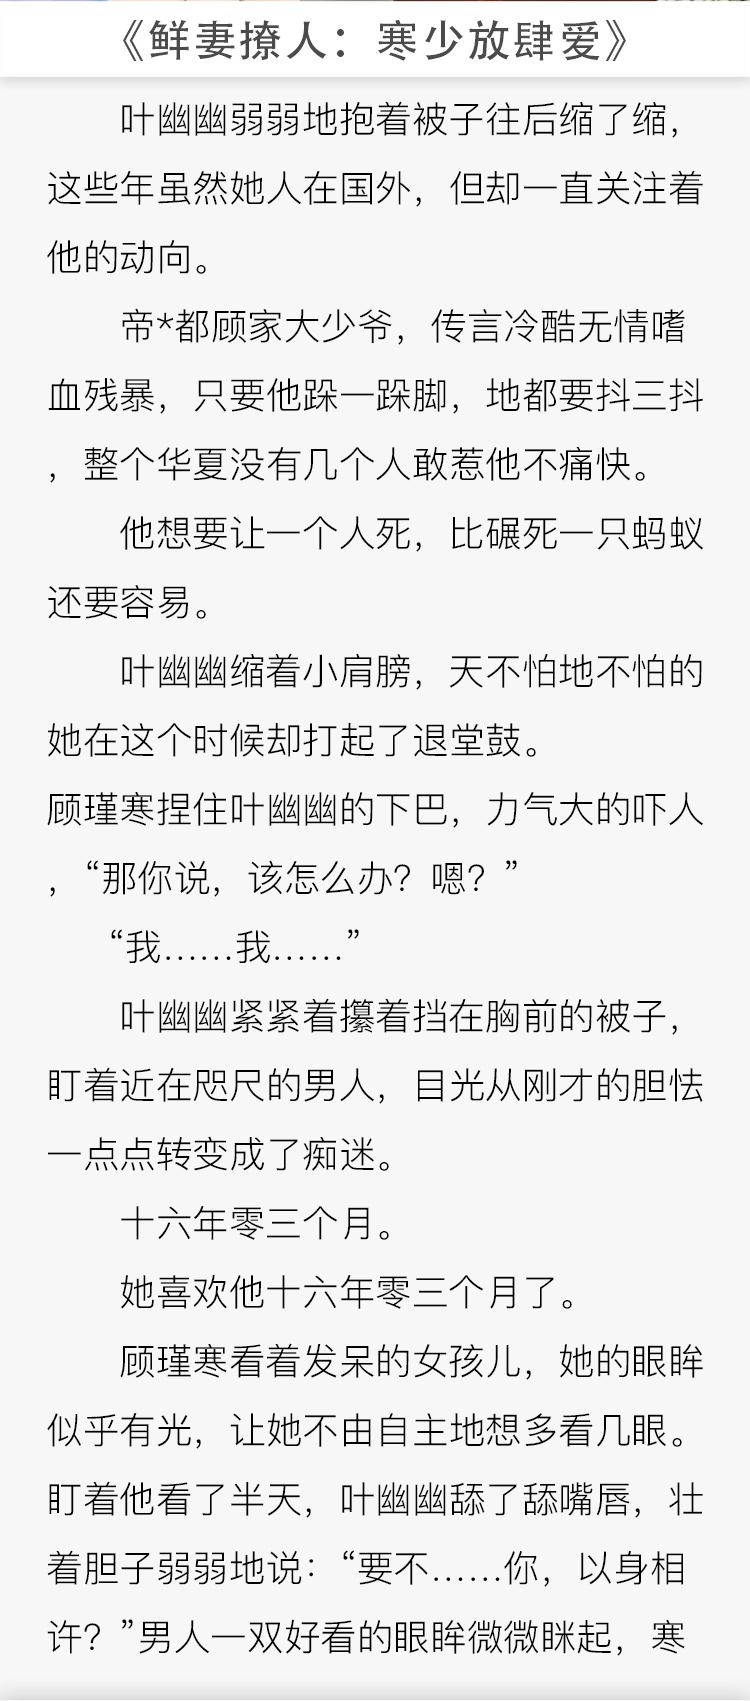 《鲜妻撩人：寒少放肆爱》
叶幽幽弱弱地抱着被子往后缩了缩，
这些年虽然她人在国外，但却一直关注着
他的动向。
帝*都顾家大少爷，传言冷酷无情嗜
血残暴，只要他跺一跺脚，地都要抖三抖
，整个华夏没有几个人敢惹他不痛快。
他想要让一个人死，比碾死一只蚂蚁
还要容易。
叶幽幽缩着小肩膀，天不怕地不怕的
她在这个时候却打起了退堂鼓。
顾瑾寒捏住叶幽幽的下巴，力气大的吓人
，“那你说，该怎么办？嗯？”
“我……我……”
叶幽幽紧紧着攥着挡在胸前的被子，
盯着近在咫尺的男人，目光从刚才的胆怯
一点点转变成了痴迷。
十六年零三个月。
她喜欢他十六年零三个月了。
顾瑾寒看着发呆的女孩儿，她的眼眸
似乎有光，让她不由自主地想多看几眼。
盯着他看了半天，叶幽幽舔了舔嘴唇，壮
着胆子弱弱地说：“要不……你，以身相
许？”男人一双好看的眼眸微微眯起，寒